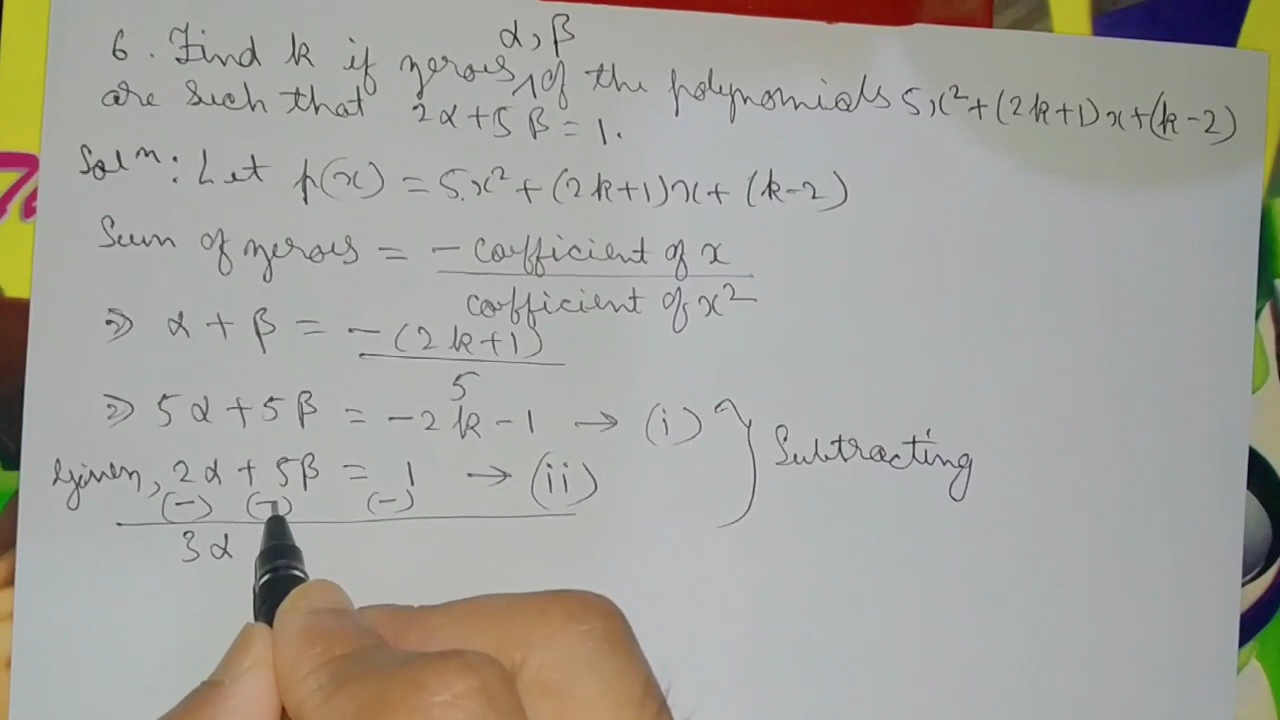 6. Find k if zeroes, α, β of the polynomials 5x²+(2k+1)x+(k-2)
are such that 2α+5β=1.
Solⁿ: Let p(x) = 5x²+(2k+1)x+(k-2)
Sum of zeroes = -coefficient of x / coefficient of x²
⇒ α+β = -(2k+1) / 5
⇒ 5α+5β = -2k-1 → (i)
Given, 2α+5β = 1 → (ii) } Subtracting
(-) (-) (-)
3α